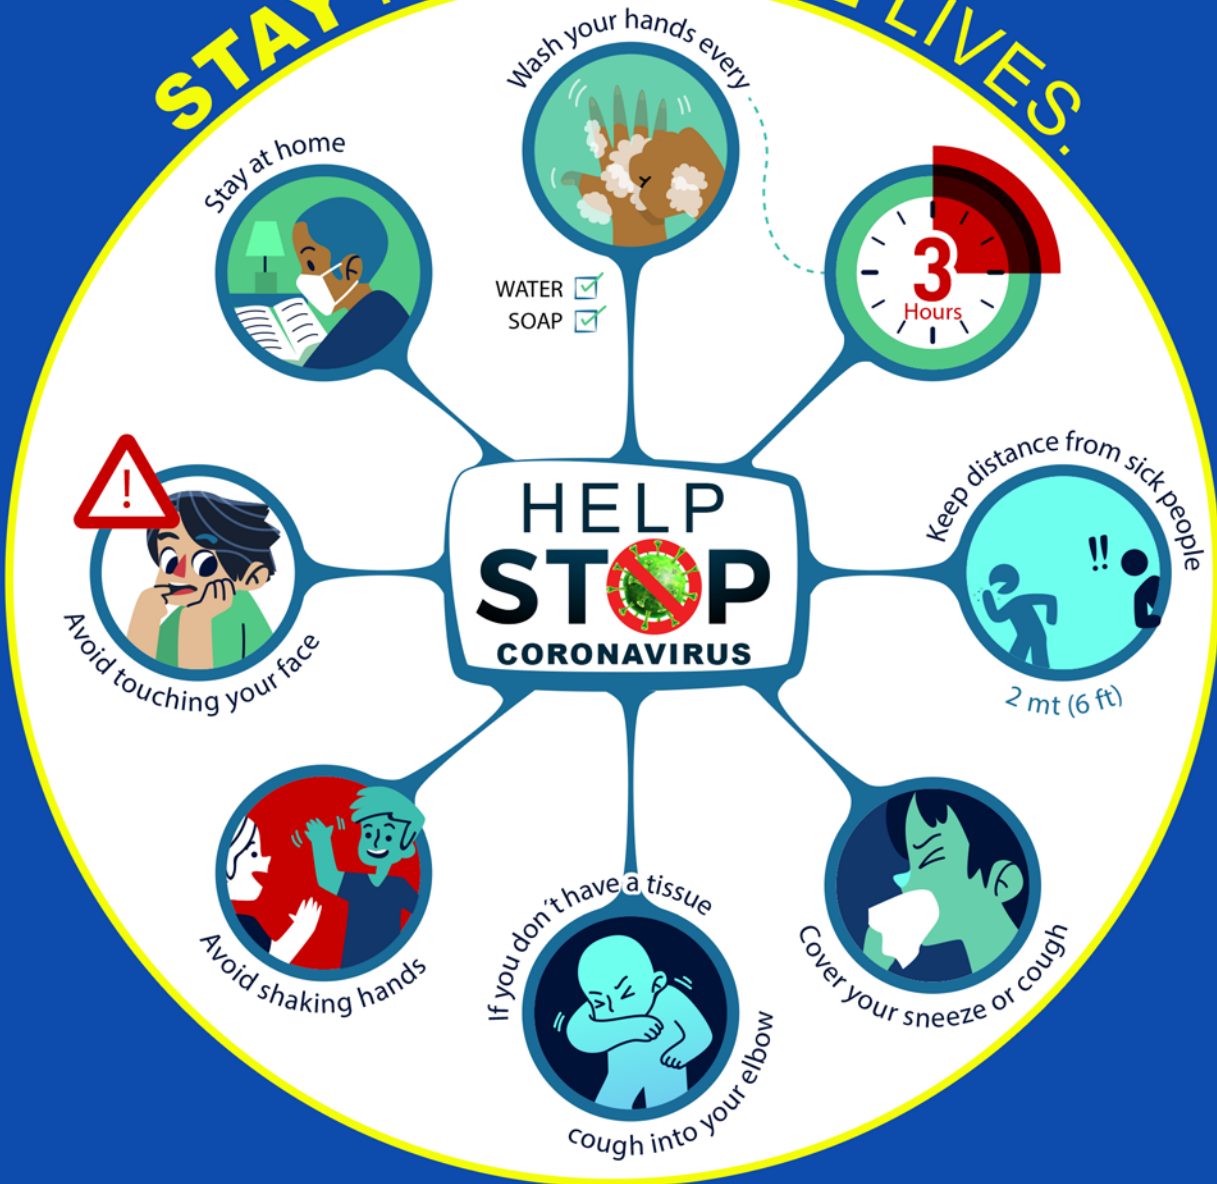 STAY
LIVES.
Wash your hands every
3
Hours
WATER
SOAP
Stay at home
Keep distance from sick people
!!
2 mt (6 ft)
HELP
STOP
CORONAVIRUS
!
Avoid touching your face
Cover your sneeze or cough
If you don´t have a tissue
cough into your elbow
Avoid shaking hands